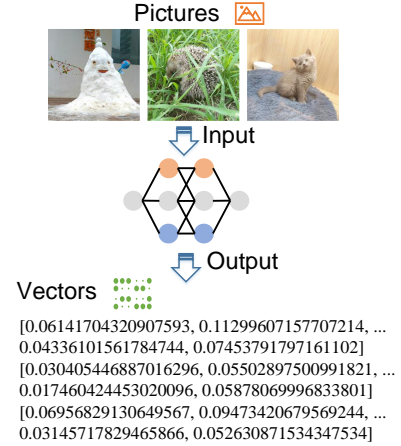 Pictures
Input
Output
Vectors
[0.06141704320907593, 0.11299607157707214, ...
0.04336101561784744, 0.07453791797161102]
[0.030405446887016296, 0.05502897500991821, ...
0.017460424453020096, 0.05878069996833801]
[0.06956829130649567, 0.09473420679569244, ...
0.03145717829465866, 0.052630871534347534]